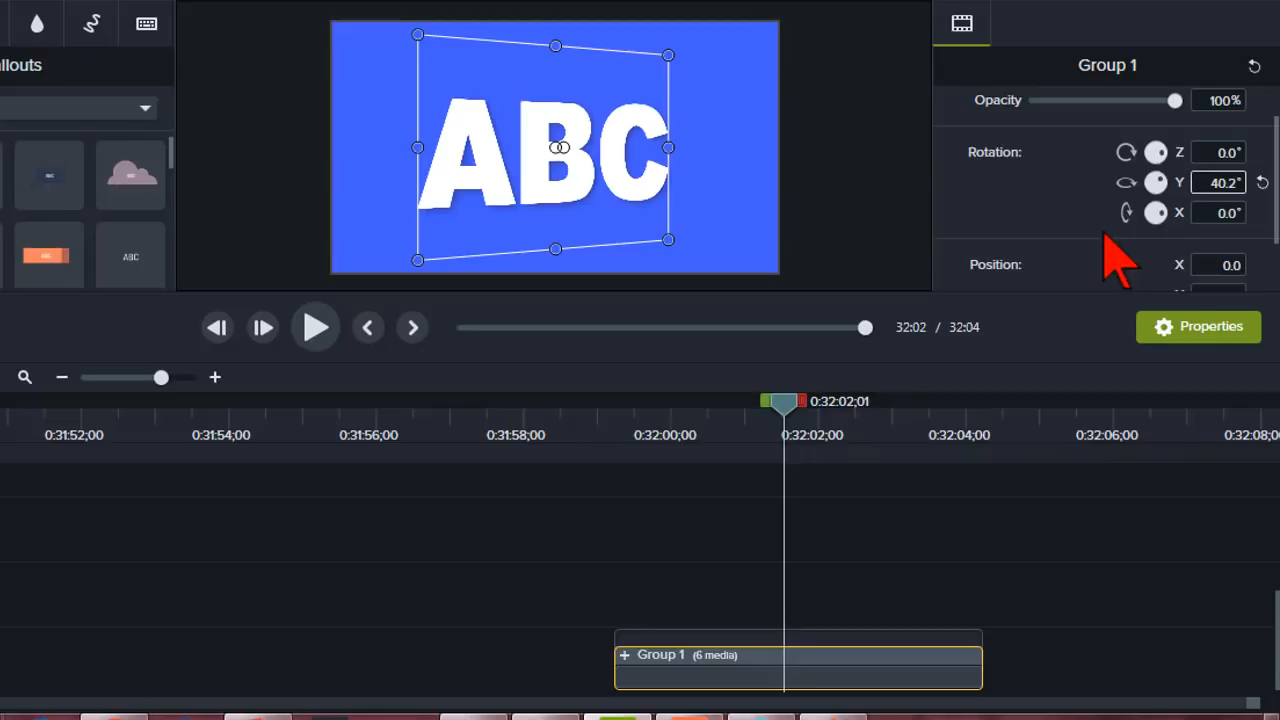 llouts
Group 1
Opacity 100%
Rotation: Z 0.0°
Y 40.2°
X 0.0°
Position: X 0.0
ABC
ABC
32:02 / 32:04
Properties
0:32:02;01
0:31:52;00 0:31:54;00 0:31:56;00 0:31:58;00 0:32:00;00 0:32:02;00 0:32:04;00 0:32:06;00 0:32:08;0
+ Group 1 (6 media)